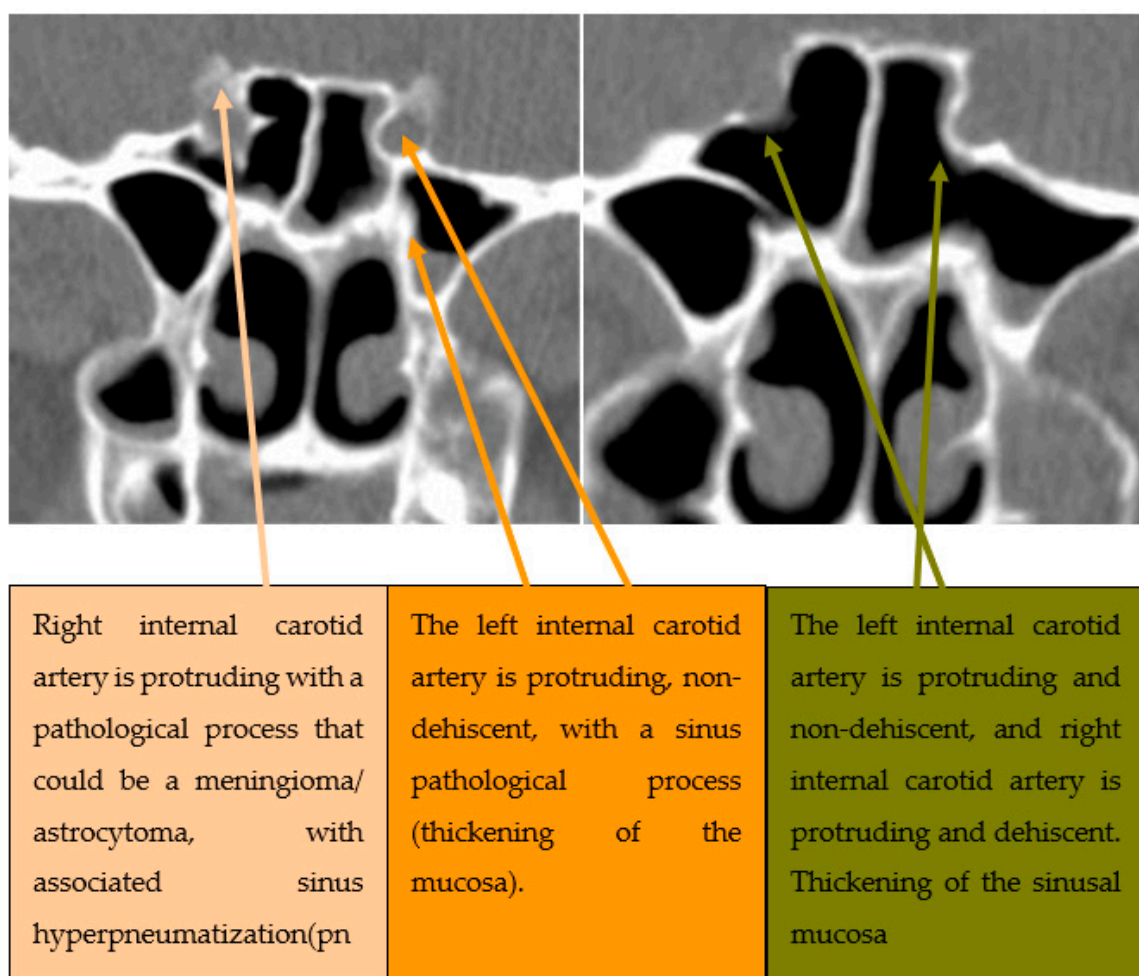 Right internal carotid
artery is protruding with a
pathological process that
could be a meningioma/
astrocytoma, with
associated sinus
hyperpneumatization(pn
The left internal carotid
artery is protruding, non-
dehiscent, with a sinus
pathological process
(thickening of the
mucosa).
The left internal carotid
artery is protruding and
non-dehiscent, and right
internal carotid artery is
protruding and dehiscent.
Thickening of the sinusal
mucosa